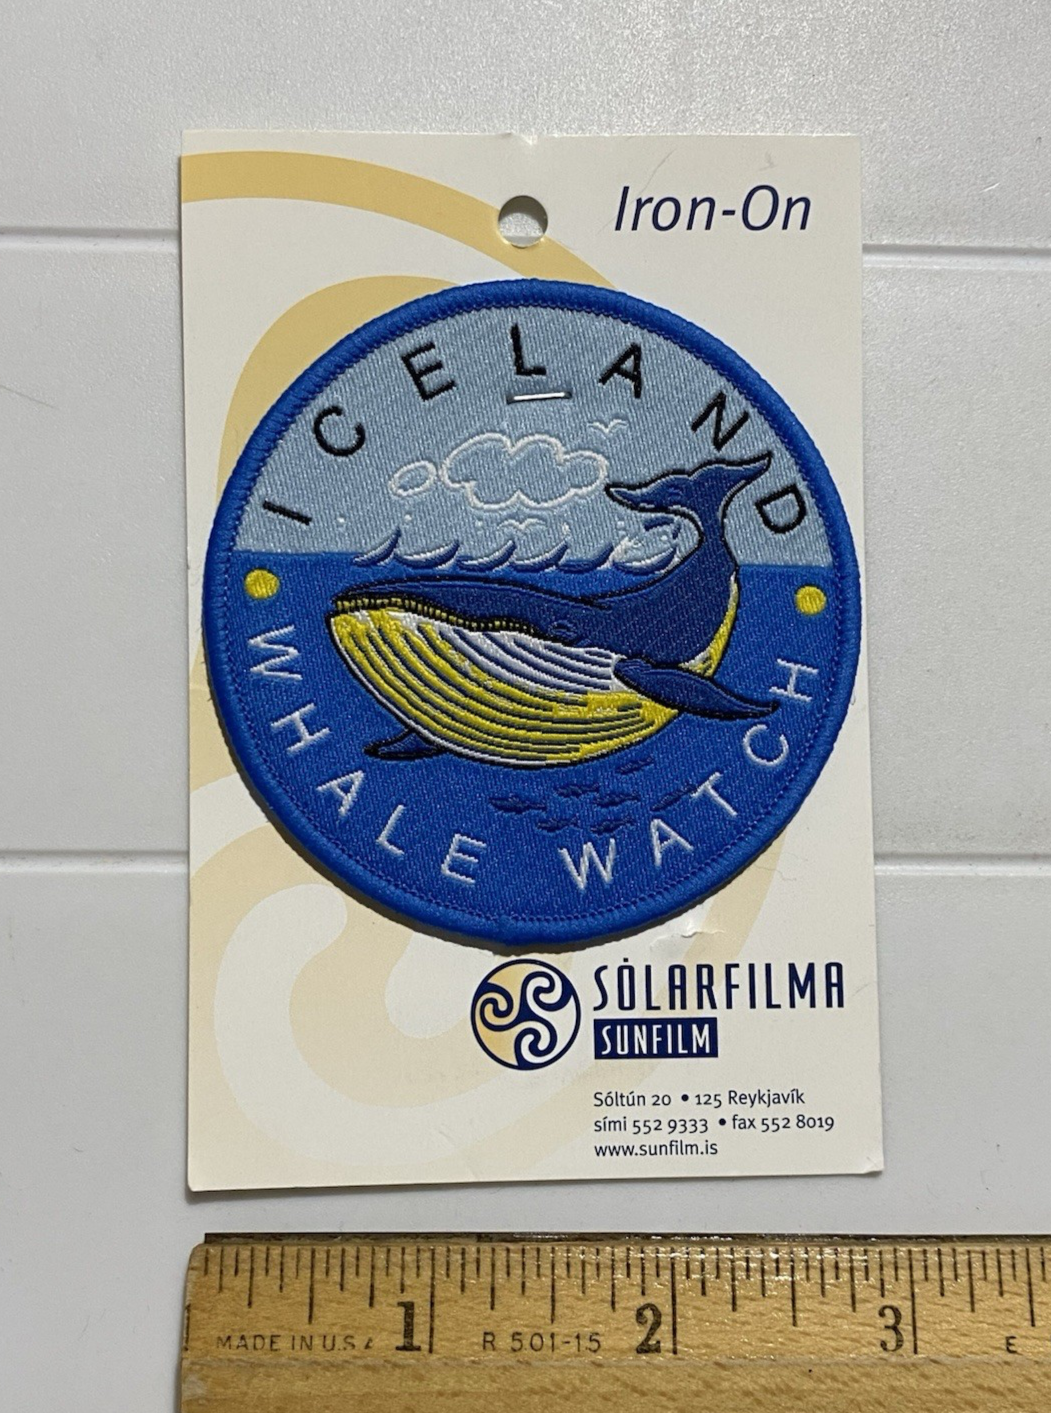 Iron-On
ICELAND
WHALE WATCH
SÓLARFILMA
SUNFILM
Sóltún 20 • 125 Reykjavík
sími 552 9333 • fax 552 8019
www.sunfilm.is
1 2 3
MADE IN U.S.A R 501-15 E